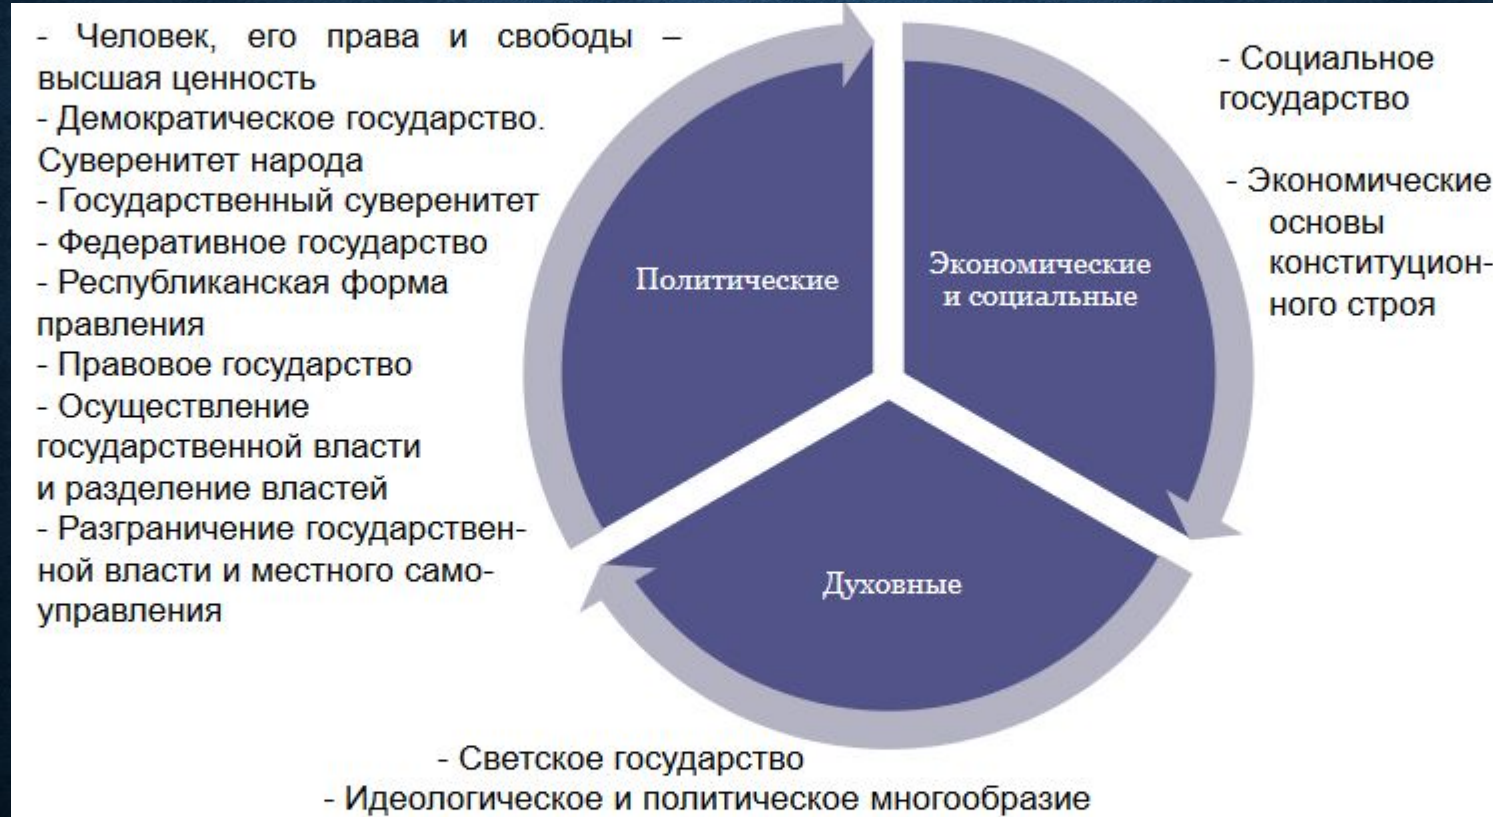 - Человек, его права и свободы –
высшая ценность
- Демократическое государство.
Суверенитет народа
- Государственный суверенитет
- Федеративное государство
- Республиканская форма
правления
- Правовое государство
- Осуществление
государственной власти
и разделение властей
- Разграничение государствен-
ной власти и местного само-
управления
Политические
Экономические
и социальные
Духовные
- Социальное
государство
- Экономические
основы
конституцион-
ного строя
- Светское государство
- Идеологическое и политическое многообразие